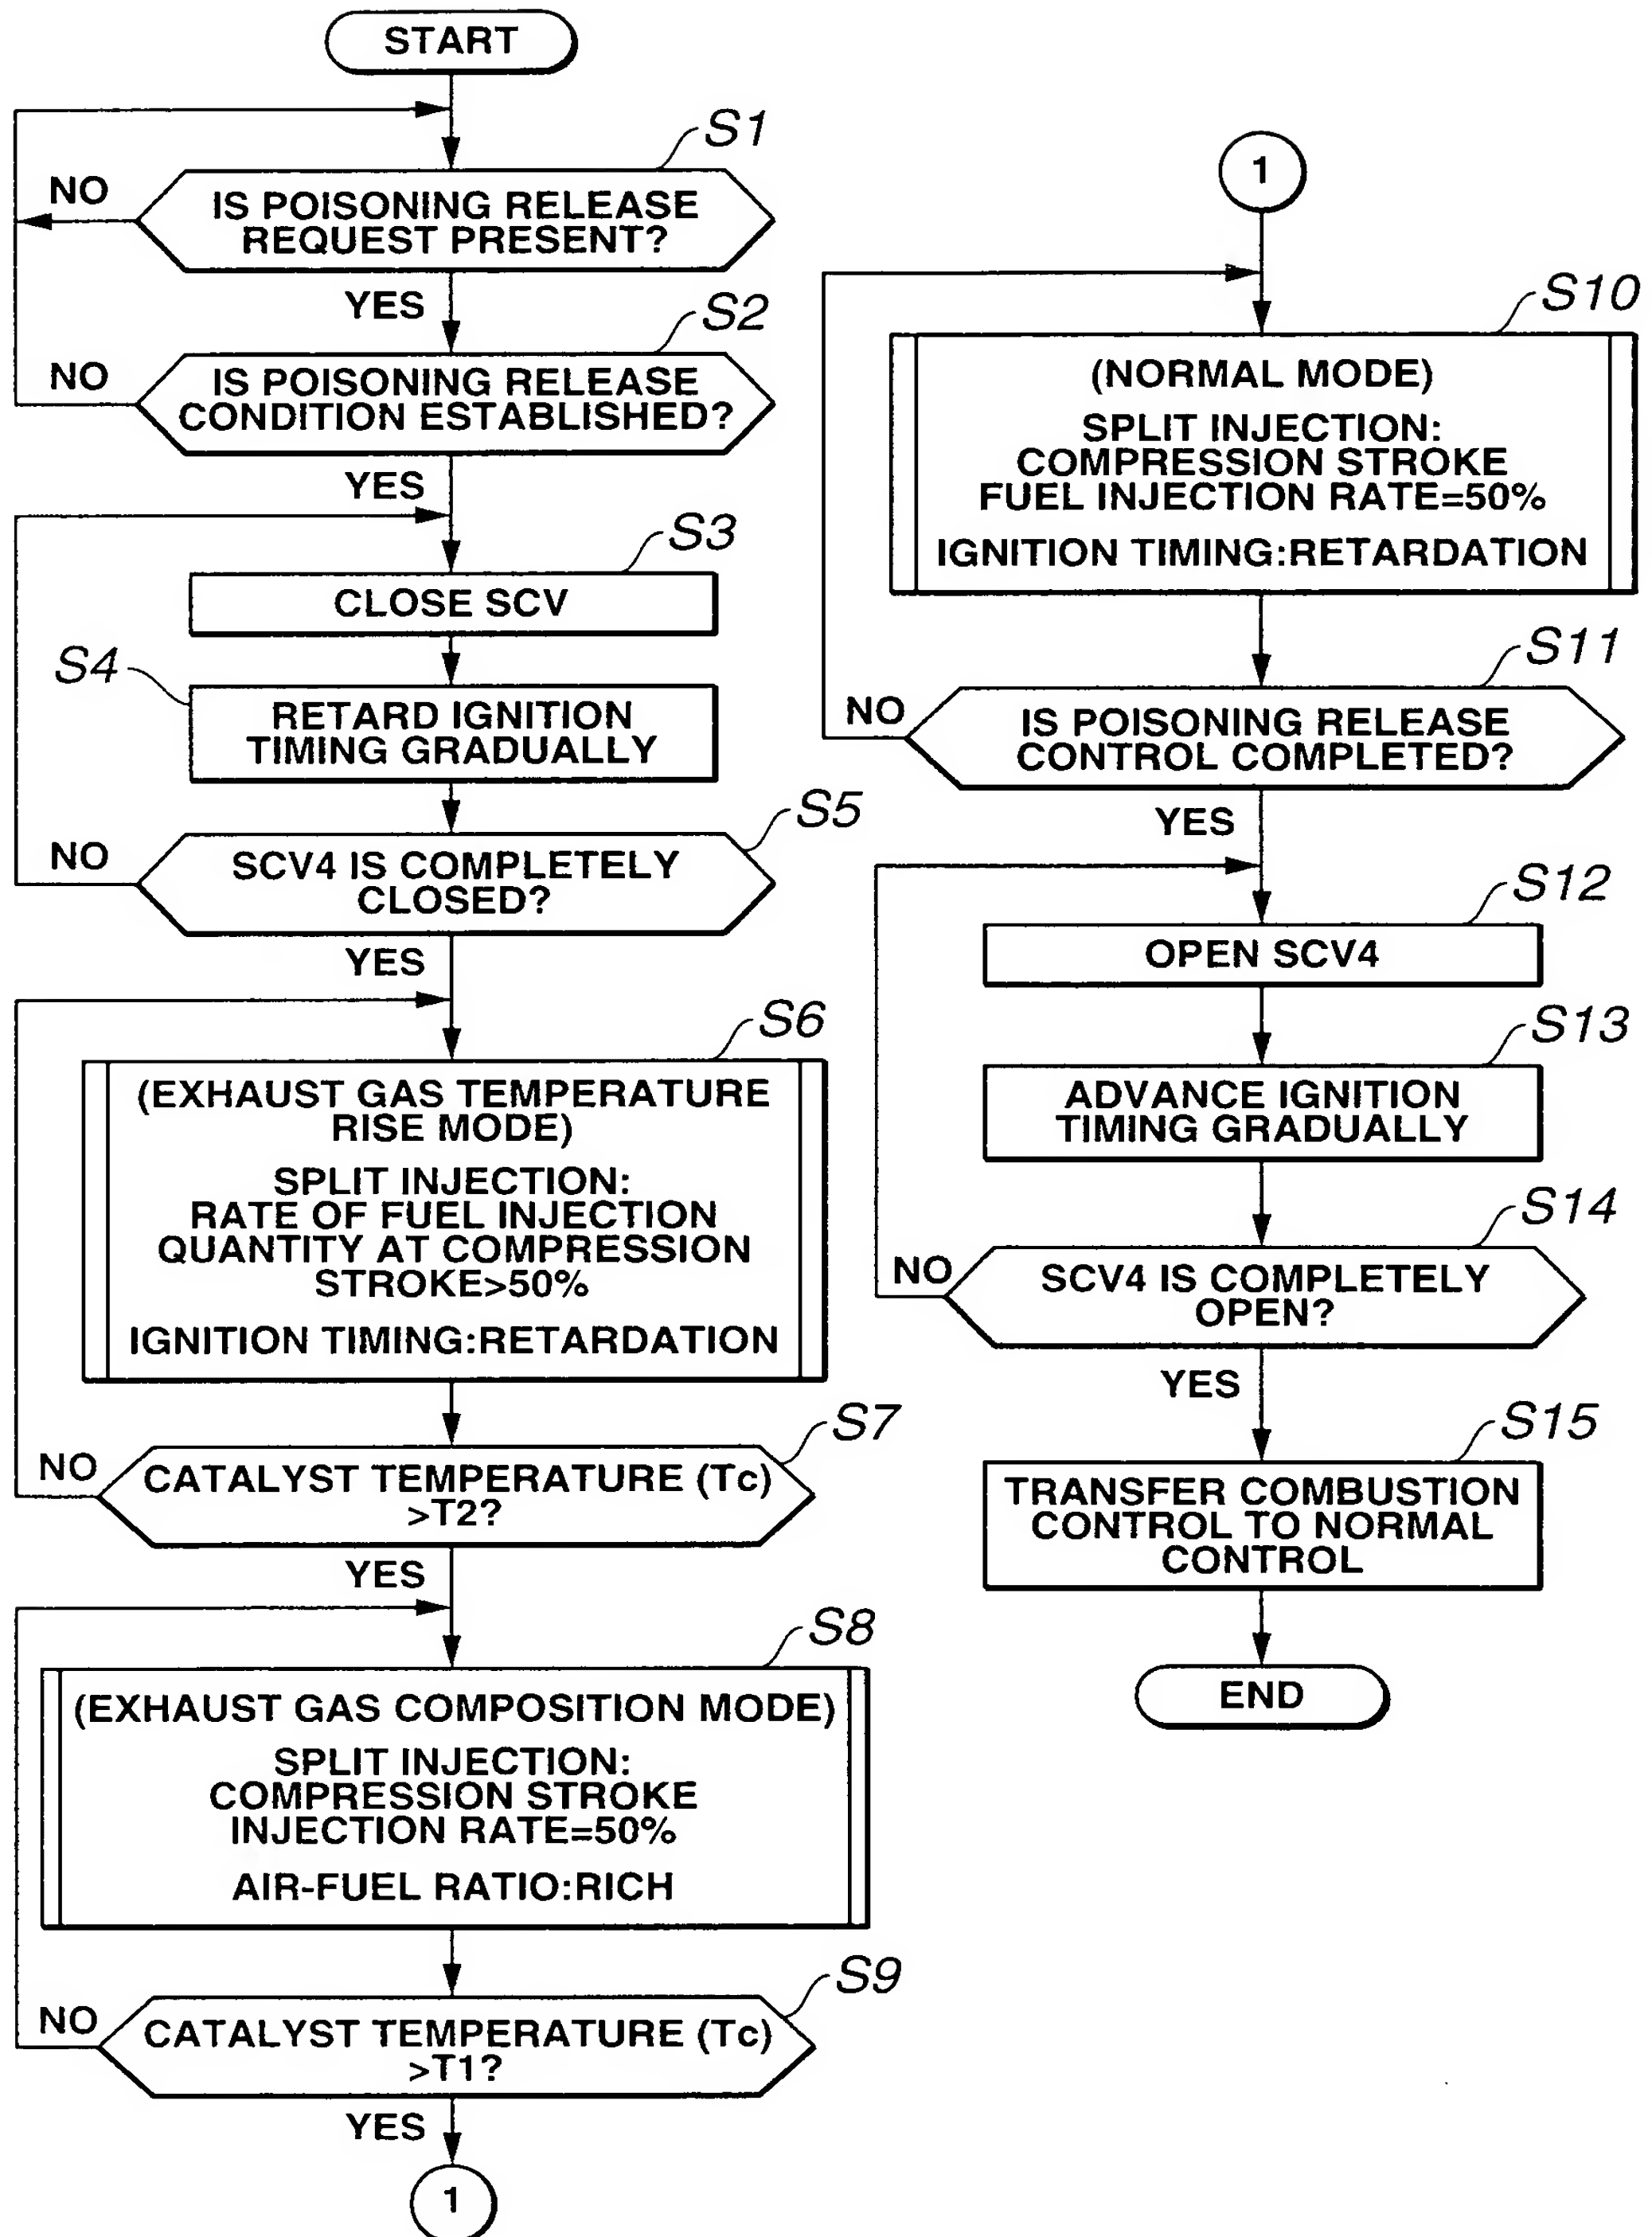 START
S1
NO
IS POISONING RELEASE
REQUEST PRESENT?
YES
S2
NO
IS POISONING RELEASE
CONDITION ESTABLISHED?
YES
S3
CLOSE SCV
S4
RETARD IGNITION
TIMING GRADUALLY
S5
NO
SCV4 IS COMPLETELY
CLOSED?
YES
S6
(EXHAUST GAS TEMPERATURE
RISE MODE)
SPLIT INJECTION:
RATE OF FUEL INJECTION
QUANTITY AT COMPRESSION
STROKE>50%
IGNITION TIMING:RETARDATION
S7
NO
CATALYST TEMPERATURE (Tc)
>T2?
YES
S8
(EXHAUST GAS COMPOSITION MODE)
SPLIT INJECTION:
COMPRESSION STROKE
INJECTION RATE=50%
AIR-FUEL RATIO:RICH
S9
NO
CATALYST TEMPERATURE (Tc)
>T1?
YES
1
1
S10
(NORMAL MODE)
SPLIT INJECTION:
COMPRESSION STROKE
FUEL INJECTION RATE=50%
IGNITION TIMING:RETARDATION
S11
NO
IS POISONING RELEASE
CONTROL COMPLETED?
YES
S12
OPEN SCV4
S13
ADVANCE IGNITION
TIMING GRADUALLY
S14
NO
SCV4 IS COMPLETELY
OPEN?
YES
S15
TRANSFER COMBUSTION
CONTROL TO NORMAL
CONTROL
END